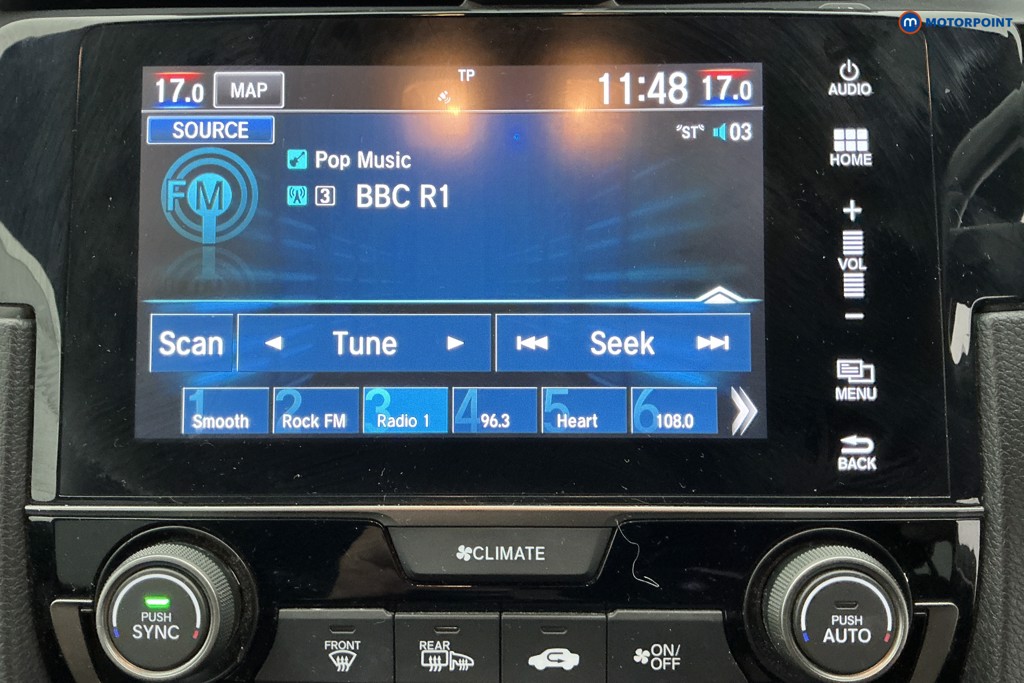 MOTORPOINT
17.0 MAP TP 11:48 17.0
SOURCE "ST" 03
FM
Pop Music
3 BBC R1
Scan Tune Seek
1 Smooth 2 Rock FM 3 Radio 1 4 96.3 5 Heart 6 108.0
AUDIO
HOME
+
VOL
−
MENU
BACK
CLIMATE
PUSH SYNC
FRONT
REAR
ON/OFF
PUSH AUTO